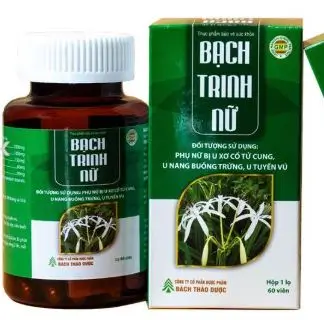 BẠCH
TRINH
NỮ
ĐỐI TƯỢNG SỬ DỤNG: PHỤ NỮ BỊ U XƠ CỔ TỬ CUNG,
U NANG BUỒNG TRỨNG, U TUYẾN VÚ
CÔNG TY CỔ PHẦN DƯỢC PHẨM
BÁCH THẢO DƯỢC
Thực phẩm bảo vệ sức khỏe
GMP
BẠCH
TRINH
NỮ
ĐỐI TƯỢNG SỬ DỤNG:
PHỤ NỮ BỊ U XƠ CỔ TỬ CUNG,
U NANG BUỒNG TRỨNG, U TUYẾN VÚ
CÔNG TY CỔ PHẦN DƯỢC PHẨM
BÁCH THẢO DƯỢC
Hộp 1 lọ
60 viên